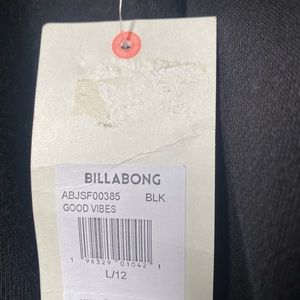 BILLABONG
ABJSF00385 BLK
GOOD VIBES
1 96329 01042 1
L/12